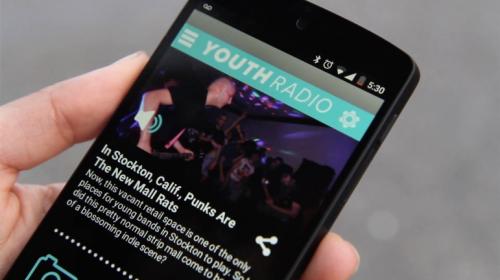 5:30
YOUTH RADIO
In Stockton, Calif., Punks Are
The New Mall Rats
Now, this vacant retail space is one of the only
places for young bands in Stockton to play. So
did this pretty normal strip mall come to b
of a blossoming indie scene?